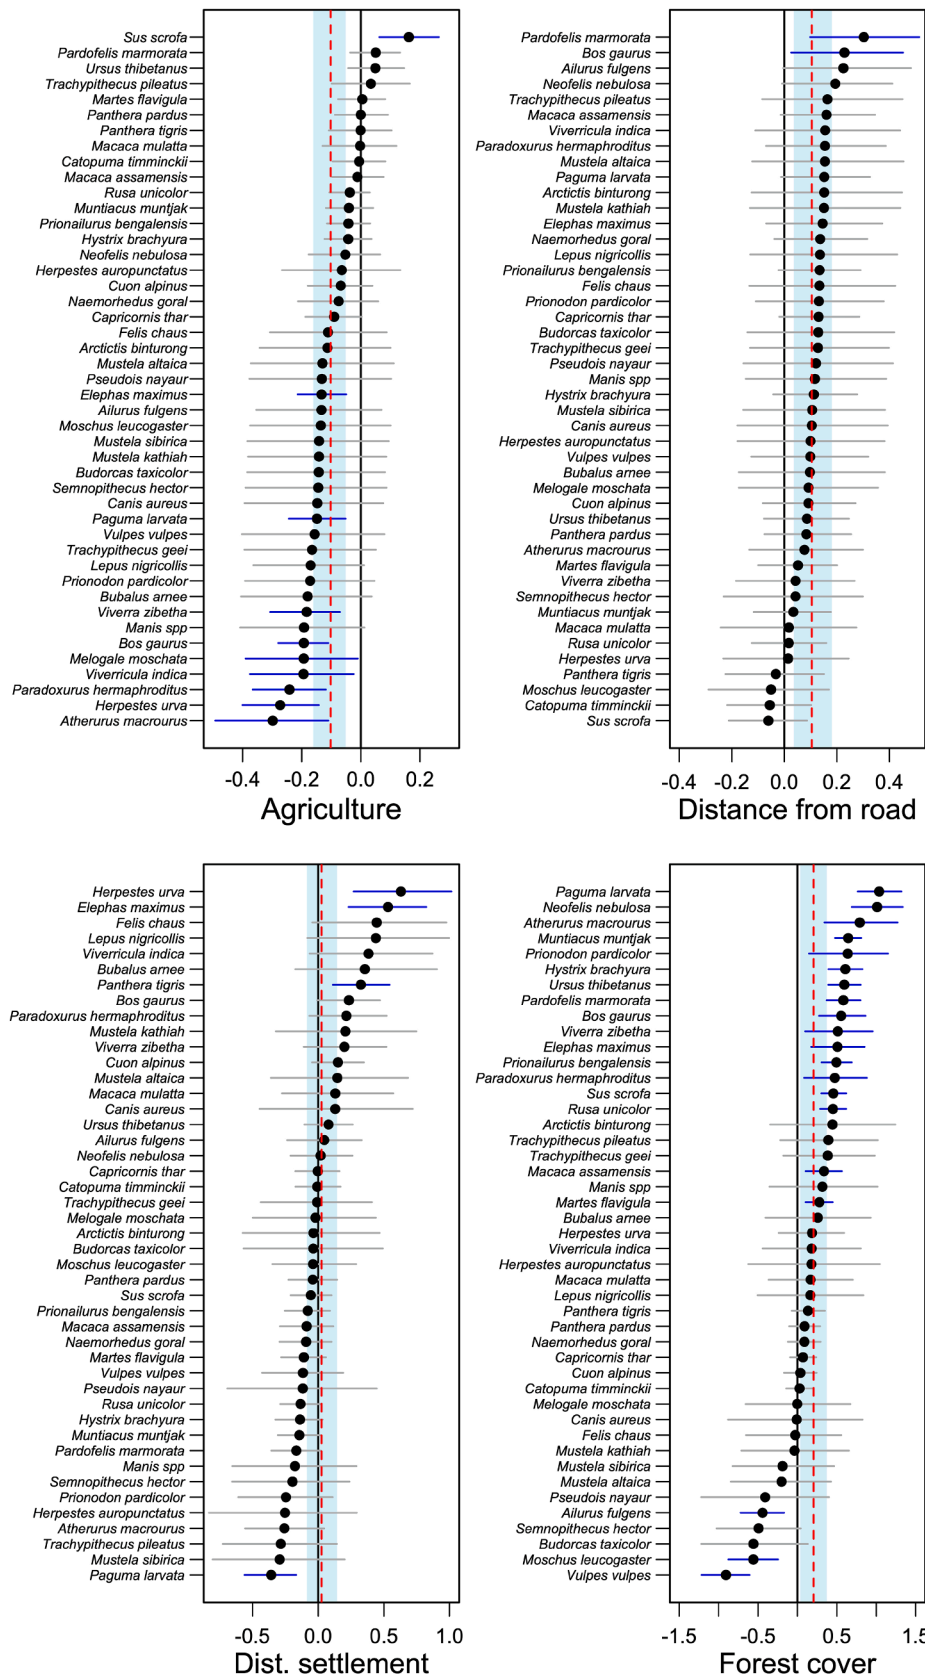 Sus scrofa
Pardofelis marmorata
Ursus thibetanus
Trachypithecus pileatus
Martes flavigula
Panthera pardus
Panthera tigris
Macaca mulatta
Catopuma timminckii
Macaca assamensis
Rusa unicolor
Muntiacus muntjak
Prionailurus bengalensis
Hystrix brachyura
Neofelis nebulosa
Herpestes auropunctatus
Cuon alpinus
Naemorhedus goral
Capricornis thar
Felis chaus
Arctictis binturong
Mustela altaica
Pseudois nayaur
Elephas maximus
Ailurus fulgens
Moschus leucogaster
Mustela sibirica
Mustela kathiah
Budorcas taxicolor
Semnopithecus hector
Canis aureus
Paguma larvata
Vulpes vulpes
Trachypithecus geei
Lepus nigricollis
Prionodon pardicolor
Bubalus arnee
Viverra zibetha
Manis spp
Bos gaurus
Melogale moschata
Viverricula indica
Paradoxurus hermaphroditus
Herpestes urva
Atherurus macrourus
-0.4 -0.2 0.0 0.2
Agriculture
Pardofelis marmorata
Bos gaurus
Ailurus fulgens
Neofelis nebulosa
Trachypithecus pileatus
Macaca assamensis
Viverricula indica
Paradoxurus hermaphroditus
Mustela altaica
Paguma larvata
Arctictis binturong
Mustela kathiah
Elephas maximus
Naemorhedus goral
Lepus nigricollis
Prionailurus bengalensis
Felis chaus
Prionodon pardicolor
Capricornis thar
Budorcas taxicolor
Trachypithecus geei
Pseudois nayaur
Manis spp
Hystrix brachyura
Mustela sibirica
Canis aureus
Herpestes auropunctatus
Vulpes vulpes
Bubalus arnee
Melogale moschata
Cuon alpinus
Ursus thibetanus
Panthera pardus
Atherurus macrourus
Martes flavigula
Viverra zibetha
Semnopithecus hector
Muntiacus muntjak
Macaca mulatta
Rusa unicolor
Herpestes urva
Panthera tigris
Moschus leucogaster
Catopuma timminckii
Sus scrofa
-0.4 -0.2 0.0 0.2 0.4
Distance from road
Herpestes urva
Elephas maximus
Felis chaus
Lepus nigricollis
Viverricula indica
Bubalus arnee
Panthera tigris
Bos gaurus
Paradoxurus hermaphroditus
Mustela kathiah
Viverra zibetha
Cuon alpinus
Mustela altaica
Macaca mulatta
Canis aureus
Ursus thibetanus
Ailurus fulgens
Neofelis nebulosa
Capricornis thar
Catopuma timminckii
Trachypithecus geei
Melogale moschata
Arctictis binturong
Budorcas taxicolor
Moschus leucogaster
Panthera pardus
Sus scrofa
Prionailurus bengalensis
Macaca assamensis
Naemorhedus goral
Martes flavigula
Vulpes vulpes
Pseudois nayaur
Rusa unicolor
Hystrix brachyura
Muntiacus muntjak
Pardofelis marmorata
Manis spp
Semnopithecus hector
Prionodon pardicolor
Herpestes auropunctatus
Atherurus macrourus
Trachypithecus pileatus
Mustela sibirica
Paguma larvata
-0.5 0.0 0.5 1.0
Dist. settlement
Paguma larvata
Neofelis nebulosa
Atherurus macrourus
Muntiacus muntjak
Prionodon pardicolor
Hystrix brachyura
Ursus thibetanus
Pardofelis marmorata
Bos gaurus
Viverra zibetha
Elephas maximus
Prionailurus bengalensis
Paradoxurus hermaphroditus
Sus scrofa
Rusa unicolor
Arctictis binturong
Trachypithecus pileatus
Trachypithecus geei
Macaca assamensis
Manis spp
Martes flavigula
Bubalus arnee
Herpestes urva
Viverricula indica
Herpestes auropunctatus
Macaca mulatta
Lepus nigricollis
Panthera tigris
Panthera pardus
Naemorhedus goral
Capricornis thar
Cuon alpinus
Catopuma timminckii
Melogale moschata
Canis aureus
Felis chaus
Mustela kathiah
Mustela sibirica
Mustela altaica
Pseudois nayaur
Ailurus fulgens
Semnopithecus hector
Budorcas taxicolor
Moschus leucogaster
Vulpes vulpes
-1.5 -0.5 0.5 1.5
Forest cover